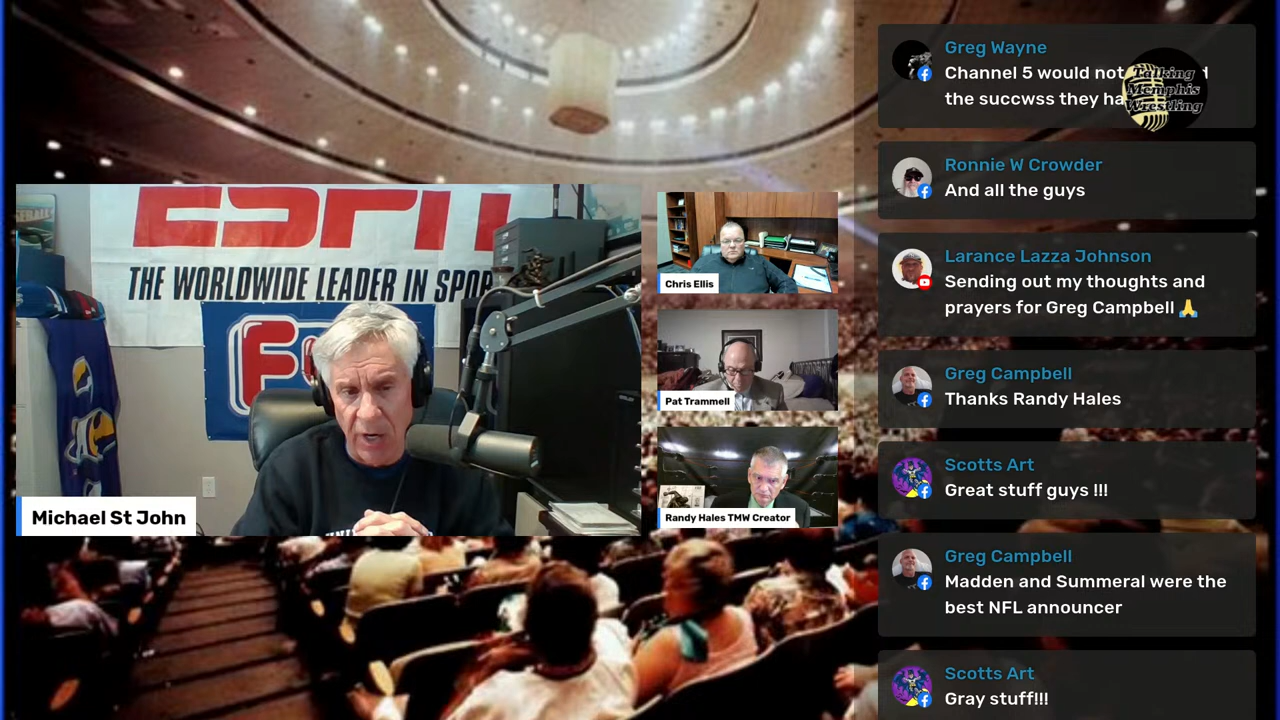 ESPN
THE WORLDWIDE LEADER IN SPOR
Michael St John
Chris Ellis
Pat Trammell
Randy Hales TMW Creator
Greg Wayne
Channel 5 would not
the succwss they ha
Talking
Memphis
Wrestling
Ronnie W Crowder
And all the guys
Larance Lazza Johnson
Sending out my thoughts and
prayers for Greg Campbell 🙏
Greg Campbell
Thanks Randy Hales
Scotts Art
Great stuff guys !!!
Greg Campbell
Madden and Summeral were the
best NFL announcer
Scotts Art
Gray stuff!!!